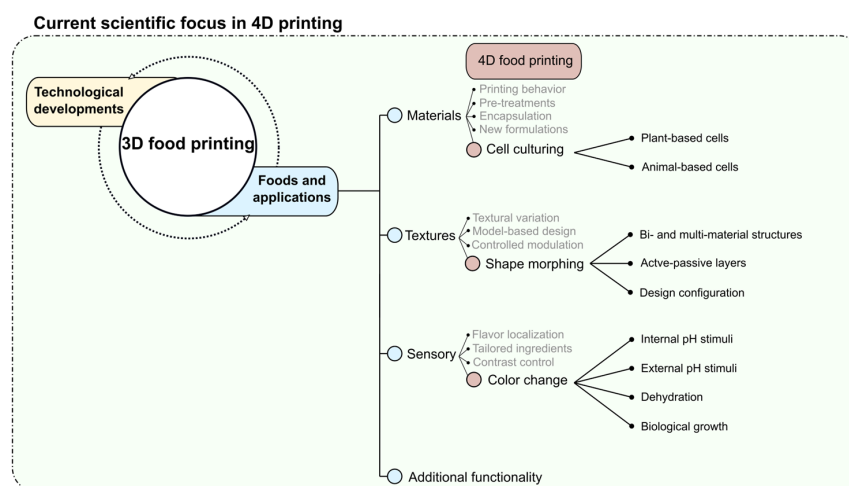 Current scientific focus in 4D printing
Technological
developments
3D food printing
Foods and
applications
4D food printing
Materials
Printing behavior
Pre-treatments
Encapsulation
New formulations
Cell culturing
Plant-based cells
Animal-based cells
Textures
Textural variation
Model-based design
Controlled modulation
Shape morphing
Bi- and multi-material structures
Actve-passive layers
Design configuration
Sensory
Flavor localization
Tailored ingredients
Contrast control
Color change
Internal pH stimuli
External pH stimuli
Dehydration
Biological growth
Additional functionality